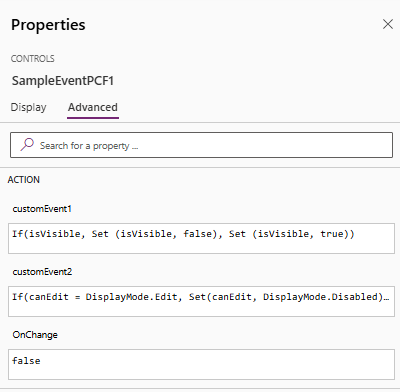 Properties
CONTROLS
SampleEventPCF1
Display Advanced
Search for a property ...
ACTION
customEvent1
If(isVisible, Set (isVisible, false), Set (isVisible, true))
customEvent2
If(canEdit = DisplayMode.Edit, Set(canEdit, DisplayMode.Disabled)…
OnChange
false